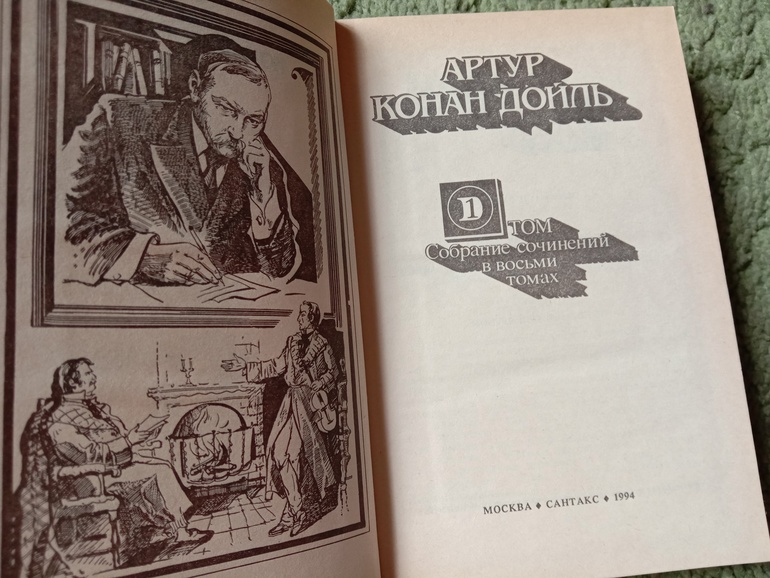 АРТУР
КОНАН ДОЙЛЬ
1
ТОМ
Собрание сочинений
в восьми
томах
МОСКВА ♦ САНТАКС ♦ 1994